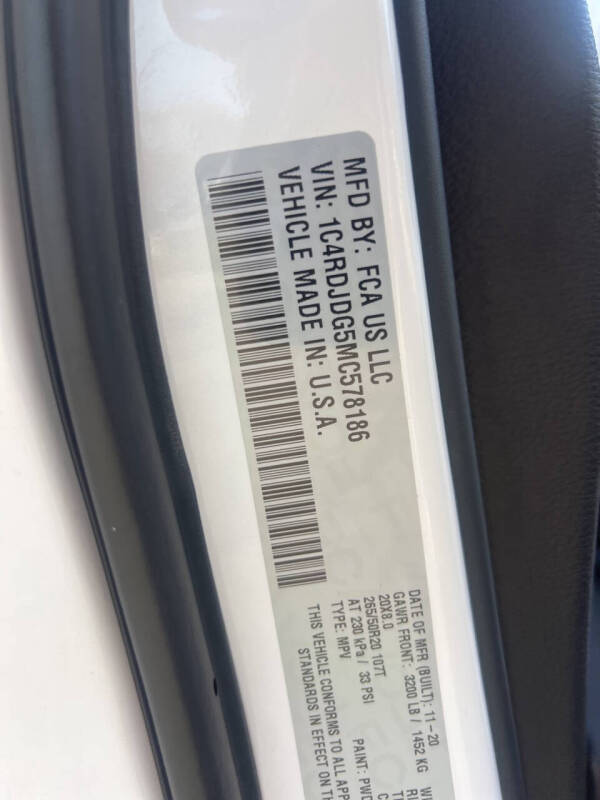 MFD BY: FCA US LLC
VIN: 1C4RDJDG5MC578186
VEHICLE MADE IN: U.S.A.
DATE OF MFR (BUILT): 11-20
GAWR FRONT: 3200 LB / 1452 KG
20X8.0
265/50R20 107T
AT 230 kPa / 33 PSI
TYPE: MPV
PAINT: PWD
THIS VEHICLE CONFORMS TO ALL APP
STANDARDS IN EFFECT ON TH